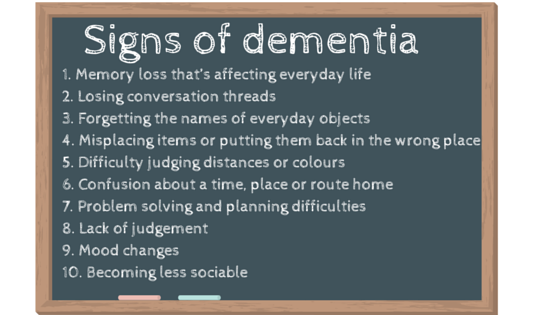 Signs of dementia
1. Memory loss that's affecting everyday life
2. Losing conversation threads
3. Forgetting the names of everyday objects
4. Misplacing items or putting them back in the wrong place
5. Difficulty judging distances or colours
6. Confusion about a time, place or route home
7. Problem solving and planning difficulties
8. Lack of judgement
9. Mood changes
10. Becoming less sociable